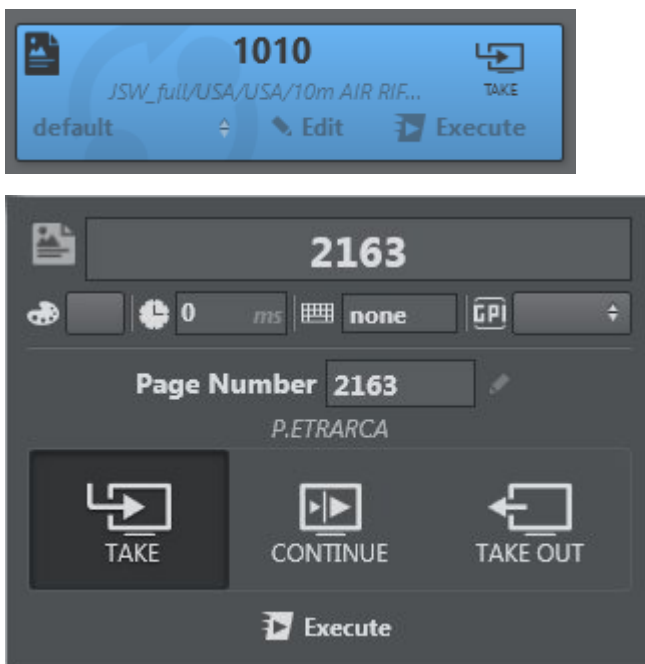 1010
TAKE
JSW_full/USA/USA/10m AIR RIF...
default Edit Execute
2163
0 ms none GPI
Page Number 2163
P.ETRARCA
TAKE CONTINUE TAKE OUT
Execute